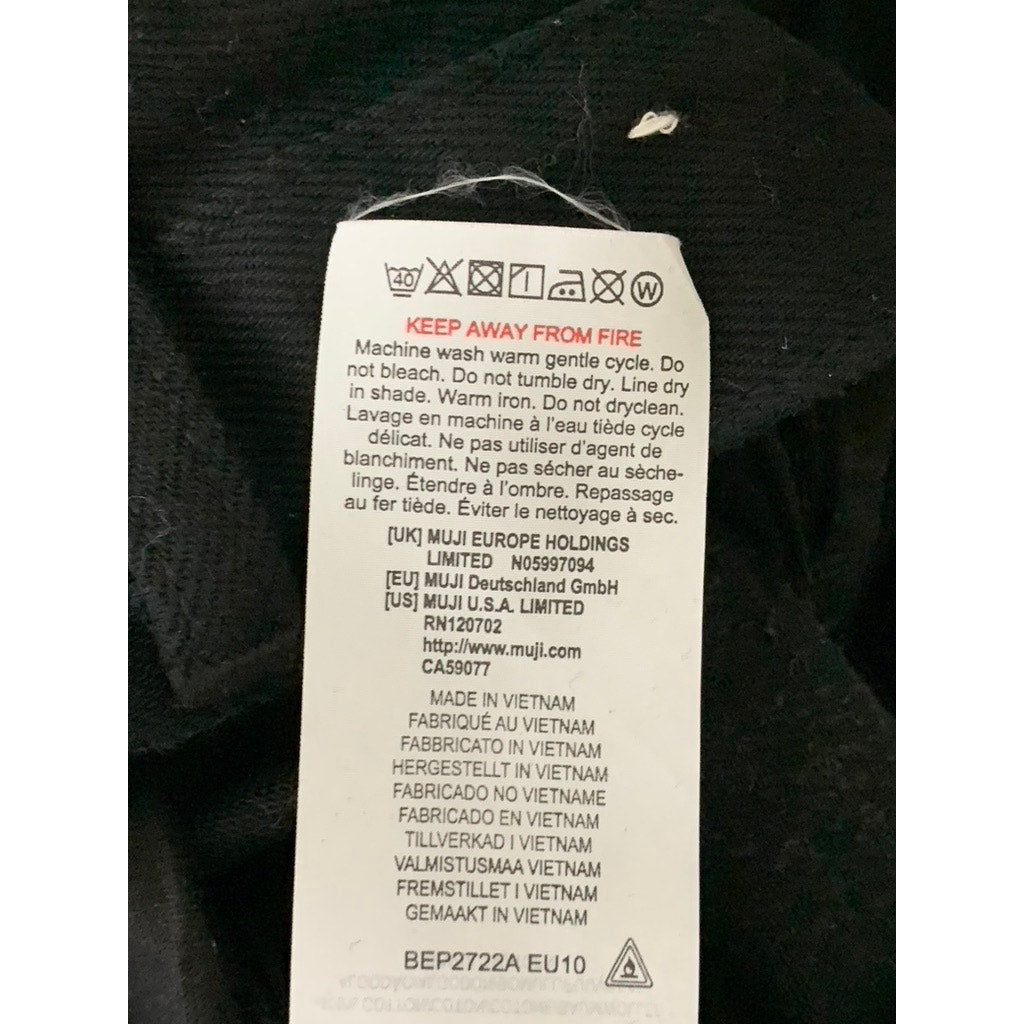 40 W
KEEP AWAY FROM FIRE
Machine wash warm gentle cycle. Do
not bleach. Do not tumble dry. Line dry
in shade. Warm iron. Do not dryclean.
Lavage en machine à l'eau tiède cycle
délicat. Ne pas utiliser d'agent de
blanchiment. Ne pas sécher au sèche-
linge. Étendre à l'ombre. Repassage
au fer tiède. Éviter le nettoyage à sec.
[UK] MUJI EUROPE HOLDINGS
LIMITED N05997094
[EU] MUJI Deutschland GmbH
[US] MUJI U.S.A. LIMITED
RN120702
http://www.muji.com
CA59077
MADE IN VIETNAM
FABRIQUÉ AU VIETNAM
FABBRICATO IN VIETNAM
HERGESTELLT IN VIETNAM
FABRICADO NO VIETNAME
FABRICADO EN VIETNAM
TILLVERKAD I VIETNAM
VALMISTUSMAA VIETNAM
FREMSTILLET I VIETNAM
GEMAAKT IN VIETNAM
BEP2722A EU10